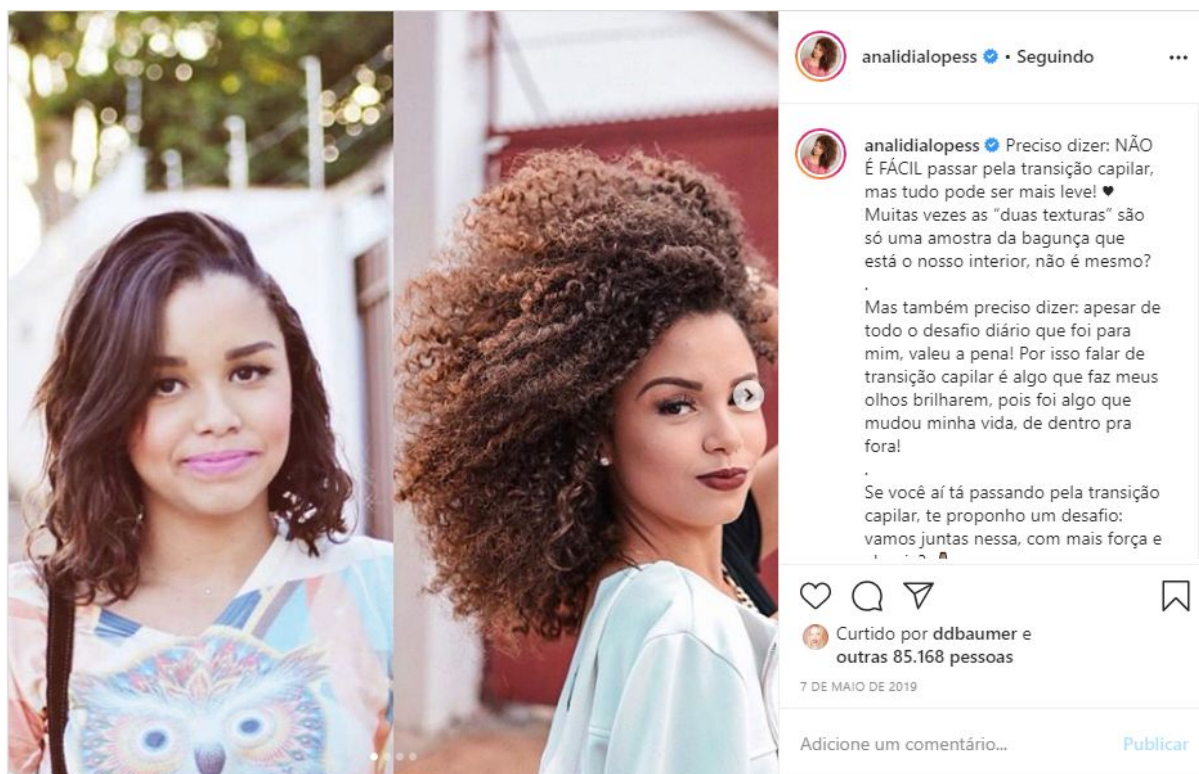 analidialopess • Seguindo
analidialopess Preciso dizer: NÃO
É FÁCIL passar pela transição capilar,
mas tudo pode ser mais leve! ♥
Muitas vezes as “duas texturas” são
só uma amostra da bagunça que
está o nosso interior, não é mesmo?
.
Mas também preciso dizer: apesar de
todo o desafio diário que foi para
mim, valeu a pena! Por isso falar de
transição capilar é algo que faz meus
olhos brilharem, pois foi algo que
mudou minha vida, de dentro pra
fora!
.
Se você aí tá passando pela transição
capilar, te proponho um desafio:
vamos juntas nessa, com mais força e
Curtido por ddbaumer e
outras 85.168 pessoas
7 DE MAIO DE 2019
Adicione um comentário... Publicar